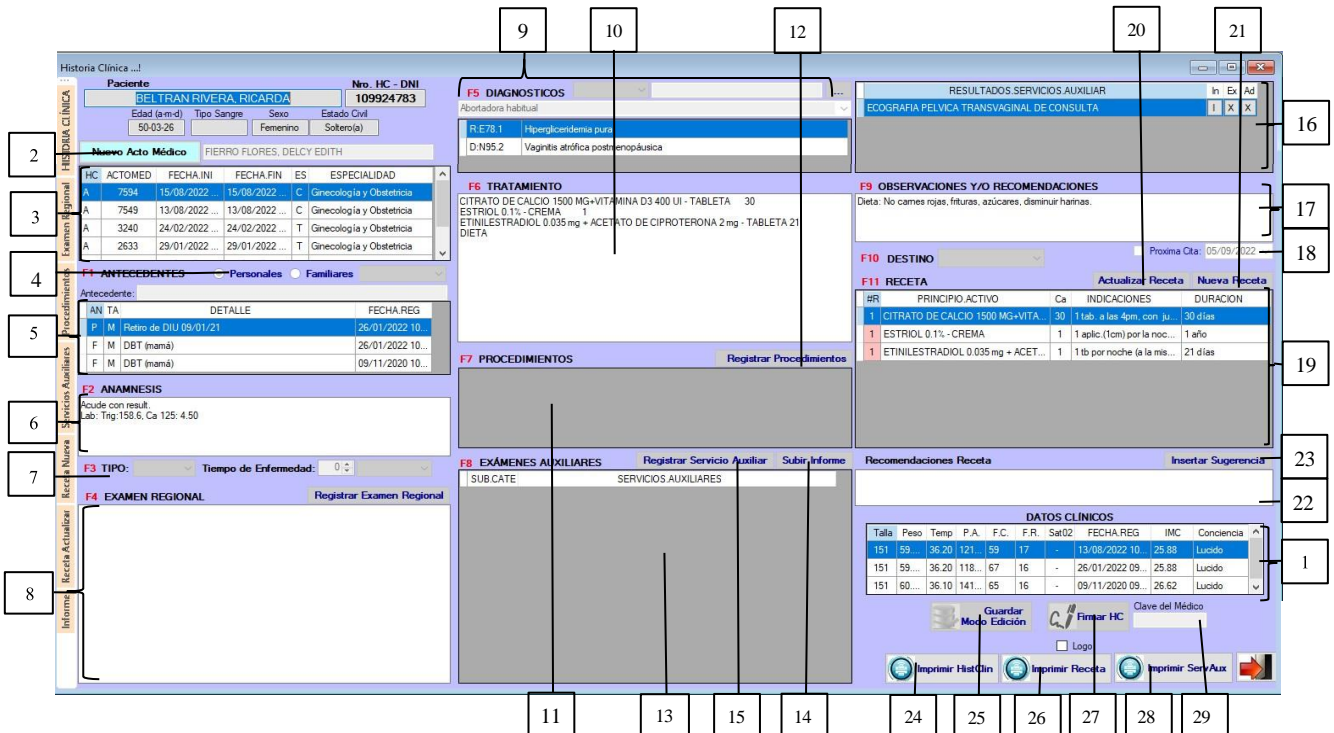 9
10
12
20
21
Historia Clínica ...!
Paciente
Nro. HC - DNI
BELTRAN RIVERA, RICARDA
109924783
Edad (a-m-d)
Tipo Sangre
Sexo
Estado Civil
50-03-26
Femenino
Soltero(a)
2
Nuevo Acto Médico
FIERRO FLORES, DELCY EDITH
3
HC ACTOMED FECHA.INI FECHA.FIN ES ESPECIALIDAD
A 7594 15/08/2022 ... 15/08/2022 ... C Ginecología y Obstetricia
A 7549 13/08/2022 ... 13/08/2022 ... C Ginecología y Obstetricia
A 3240 24/02/2022 ... 24/02/2022 ... T Ginecología y Obstetricia
A 2633 29/01/2022 ... 29/01/2022 ... T Ginecología y Obstetricia
4
F1 ANTECEDENTES
Personales
Familiares
Antecedente:
5
AN TA DETALLE FECHA.REG
P M Retiro de DIU 09/01/21 26/01/2022 10...
F M DBT (mamá) 26/01/2022 10...
F M DBT (mamá) 09/11/2020 10...
F2 ANAMNESIS
6
Acude con result.
Lab: Trig:158.6, Ca 125: 4.50
7
F3 TIPO:
Tiempo de Enfermedad:
0
F4 EXAMEN REGIONAL
Registrar Examen Regional
8
HISTORIA CLÍNICA
Examen Regional
Procedimientos
Servicios Auxiliares
Receta Nueva
Receta Actualizar
Informe
F5 DIAGNOSTICOS
...
Abortadora habitual
R:E78.1 Hipergliceridemia pura
D:N95.2 Vaginitis atrófica postmenopáusica
F6 TRATAMIENTO
CITRATO DE CALCIO 1500 MG+VITAMINA D3 400 UI - TABLETA 30
ESTRIOL 0.1% - CREMA 1
ETINILESTRADIOL 0.035 mg + ACETATO DE CIPROTERONA 2 mg - TABLETA 21
DIETA
F7 PROCEDIMIENTOS
Registrar Procedimientos
F8 EXÁMENES AUXILIARES
Registrar Servicio Auxiliar
Subir Informe
SUB.CATE SERVICIOS.AUXILIARES
RESULTADOS.SERVICIOS.AUXILIAR In Ex Ad
ECOGRAFIA PELVICA TRANSVAGINAL DE CONSULTA I X X
16
F9 OBSERVACIONES Y/O RECOMENDACIONES
Dieta: No carnes rojas, frituras, azúcares, disminuir harinas.
17
Proxima Cita: 05/09/2022
18
F10 DESTINO
F11 RECETA
Actualizar Receta
Nueva Receta
#R PRINCIPIO.ACTIVO Ca INDICACIONES DURACION
1 CITRATO DE CALCIO 1500 MG+VITA... 30 1 tab. a las 4pm, con ju... 30 días
1 ESTRIOL 0.1% - CREMA 1 1 aplic.(1cm) por la noc... 1 año
1 ETINILESTRADIOL 0.035 mg + ACET... 1 1 tb por noche (a la mis... 21 días
19
Recomendaciones Receta
Insertar Sugerencia
23
22
DATOS CLÍNICOS
Talla Peso Temp P.A. F.C. F.R. Sat02 FECHA.REG IMC Conciencia
151 59.... 36.20 121... 59 17 - 13/08/2022 10... 25.88 Lucido
151 59.... 36.20 118... 67 16 - 26/01/2022 09... 25.88 Lucido
151 60.... 36.10 141... 65 16 - 09/11/2020 09... 26.62 Lucido
1
Guardar
Modo Edición
Firmar HC
Clave del Médico
Logo
Imprimir HistClin
Imprimir Receta
Imprimir ServAux
11
13
15
14
24
25
26
27
28
29